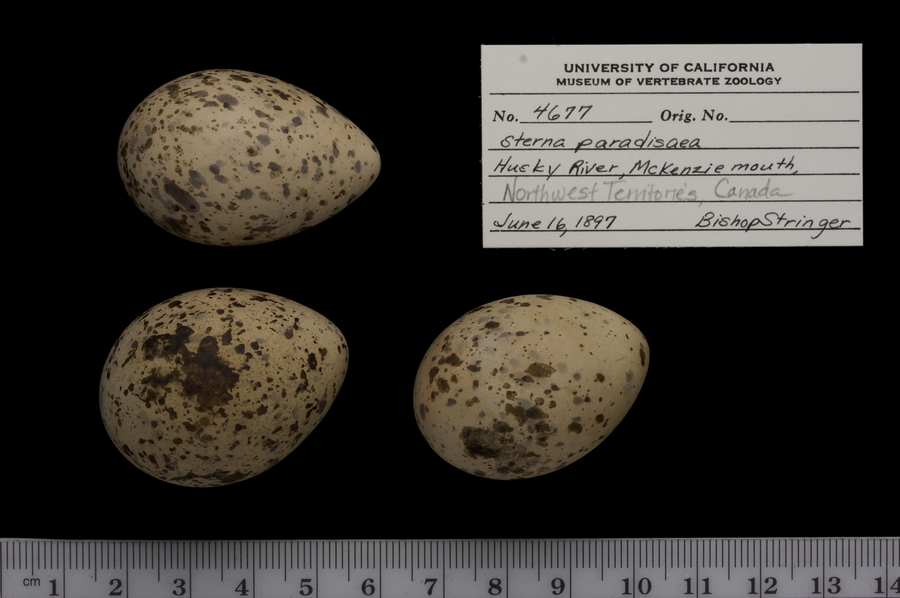 UNIVERSITY OF CALIFORNIA
MUSEUM OF VERTEBRATE ZOOLOGY
No. 4677 Orig. No.
Sterna paradisaea
Husky River, McKenzie mouth,
Northwest Territories, Canada
June 16, 1897 Bishop Stringer
cm 1 2 3 4 5 6 7 8 9 10 11 12 13 14